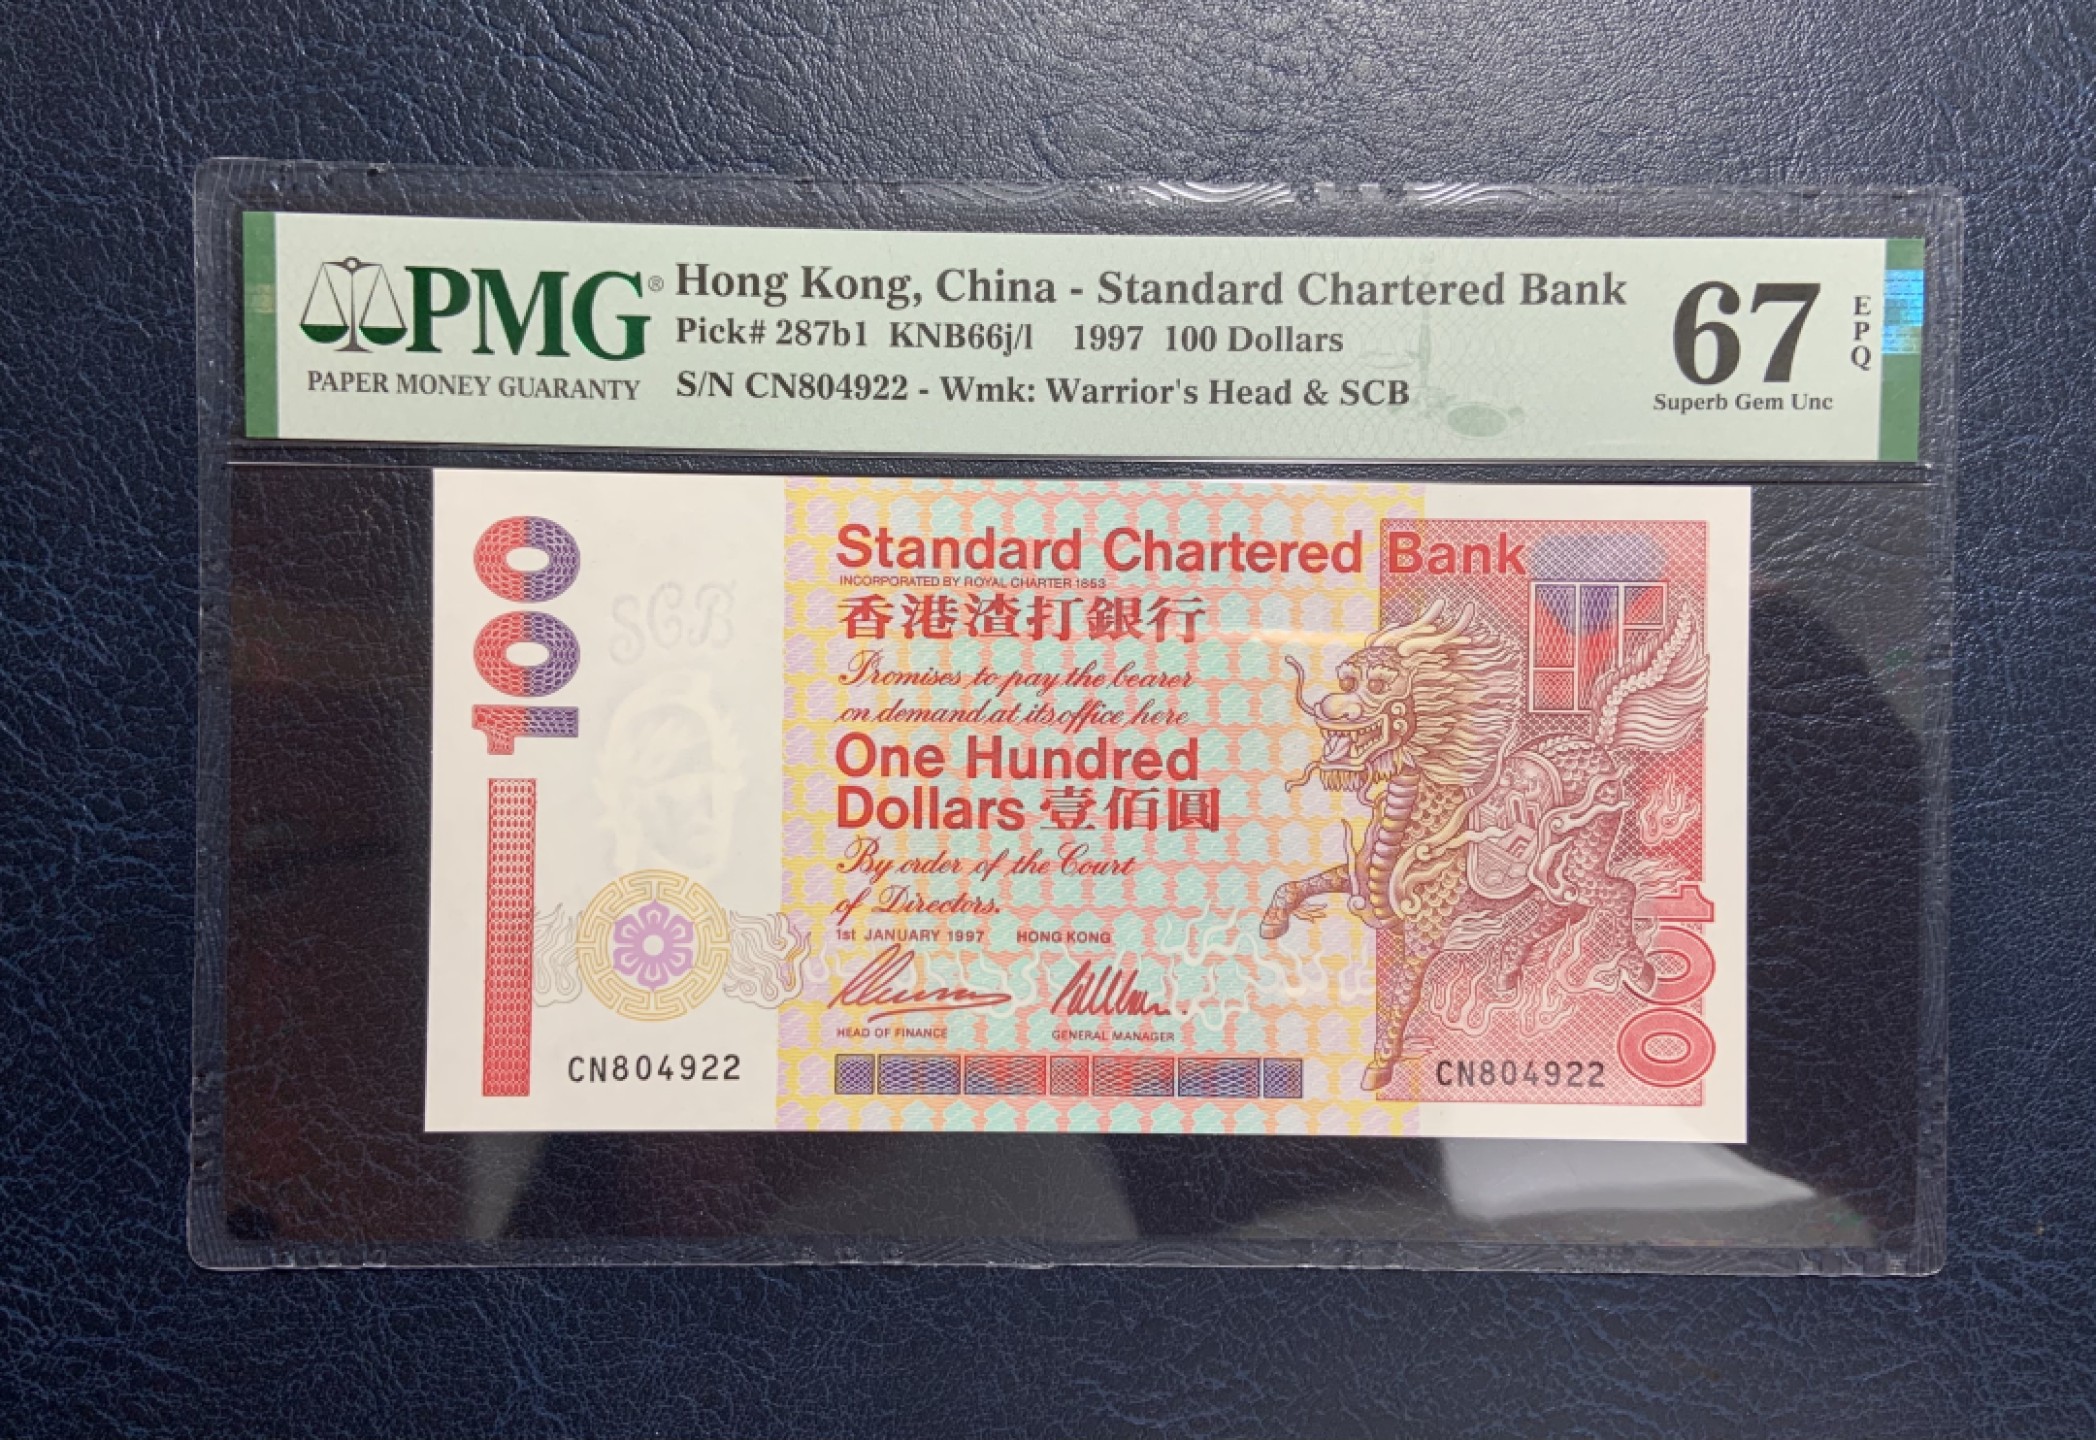 PMG®
PAPER MONEY GUARANTY
Hong Kong, China - Standard Chartered Bank
Pick# 287b1 KNB66j/l 1997 100 Dollars
S/N CN804922 - Wmk: Warrior's Head & SCB
67
EPQ
Superb Gem Unc
100
SCB
Standard Chartered Bank
INCORPORATED BY ROYAL CHARTER 1853
香港渣打銀行
Promises to pay the bearer
on demand at its office here
One Hundred
Dollars 壹佰圓
By order of the Court
of Directors.
1st JANUARY 1997 HONG KONG
HEAD OF FINANCE
GENERAL MANAGER
CN804922
CN804922
100